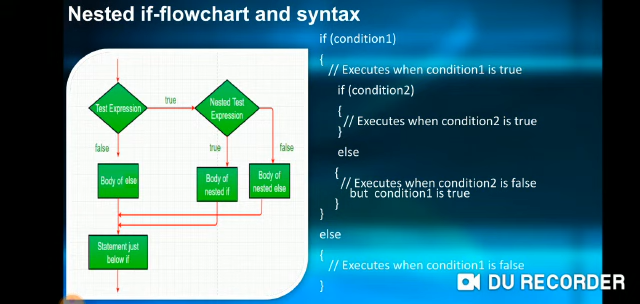 Nested if-flowchart and syntax
Test Expression
true
Nested Test
Expression
false
true
false
Body of else
Body of
nested if
Body of
nested else
Statement just
below if
if (condition1)
{
// Executes when condition1 is true
if (condition2)
{
// Executes when condition2 is true
}
else
{
// Executes when condition2 is false
but condition1 is true
}
}
else
{
// Executes when condition1 is false
}
DU RECORDER